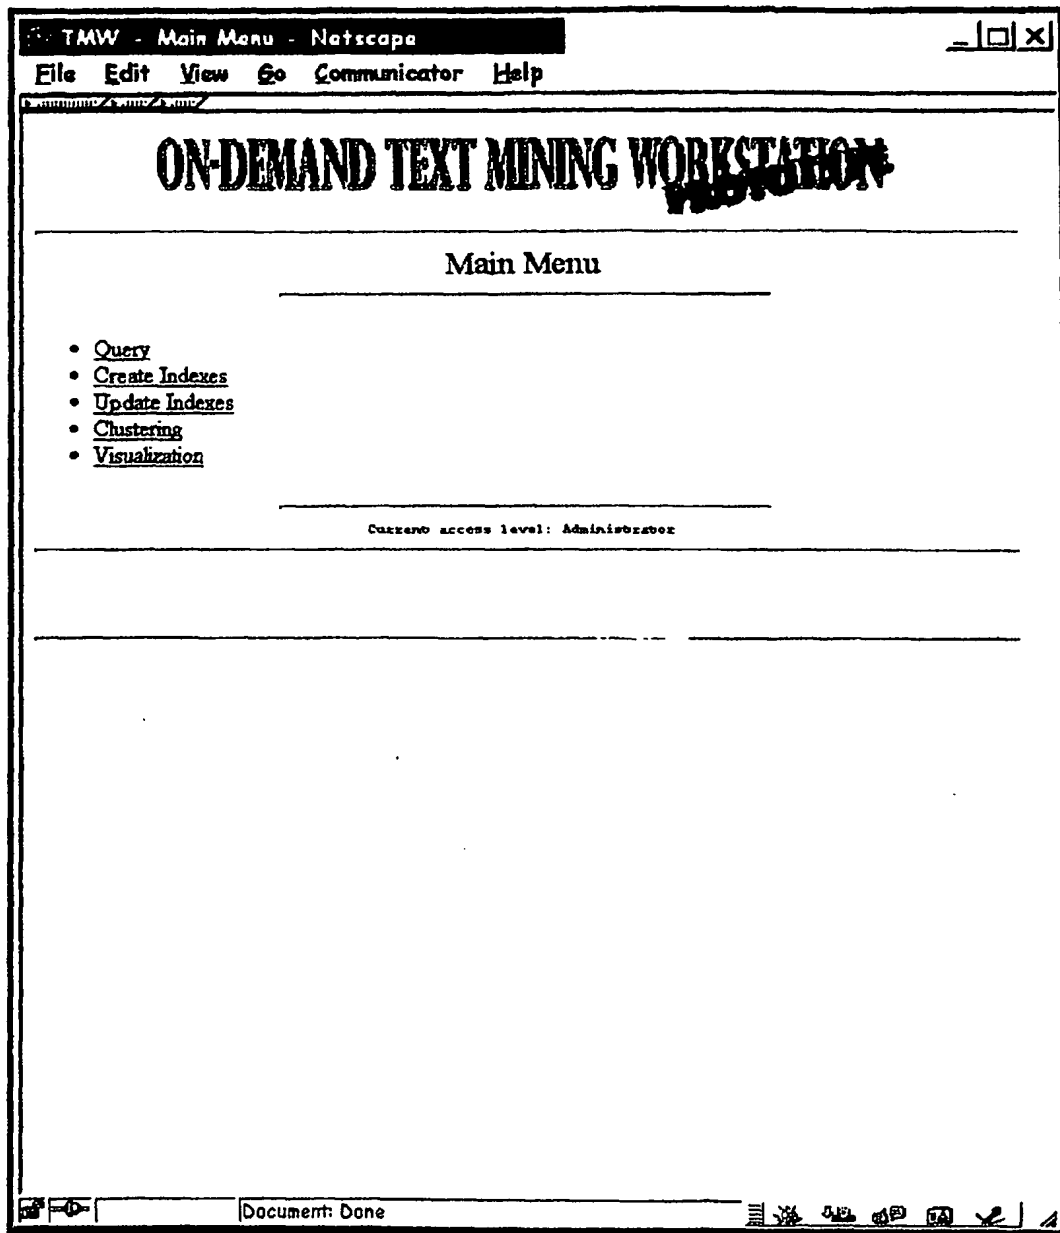 TMW - Main Menu - Netscape
File Edit View Go Communicator Help
ON-DEMAND TEXT MINING WORKSTATION
Main Menu
• Query
• Create Indexes
• Update Indexes
• Clustering
• Visualization
Current access level: Administrator
Document: Done